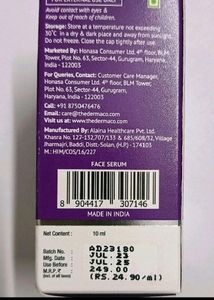 FOR EXTERNAL USE ONLY
Avoid contact with eyes &
Keep out of reach of children.
Storage: Store at a temperature not exceeding
30°C in a dry & dark place and away from sunlight.
Do not freeze. Close the cap tightly after use.
Marketed By: Honasa Consumer Ltd. 4th floor, BLM
Tower, Plot No. 63, Sector-44, Gurugram, Haryana,
India - 122003
For Queries, Contact: Customer Care Manager,
Honasa Consumer Ltd. 4th floor, BLM Tower,
Plot No. 63, Sector-44, Gurugram,
Haryana, India - 122003
Call: +91 8750476476
Email: care@thedermaco.com
Website: www.thedermaco.com
Manufactured By: Alaina Healthcare Pvt. Ltd.
Khasra No. 127-132,707/133 & 685/608/32, Village
Jharmajri, Baddi, Distt-Solan, (H.P.) 174103.
M.: HIM/COS/16/227
FACE SERUM
8 904417 307146
MADE IN INDIA
Net Content: 10 ml
Batch No. AD23180
Mfg. Date JUL.23
Use Before JUL.25
M.R.P. ₹ 249.00
(Incl. of (RS.24.90/ml)